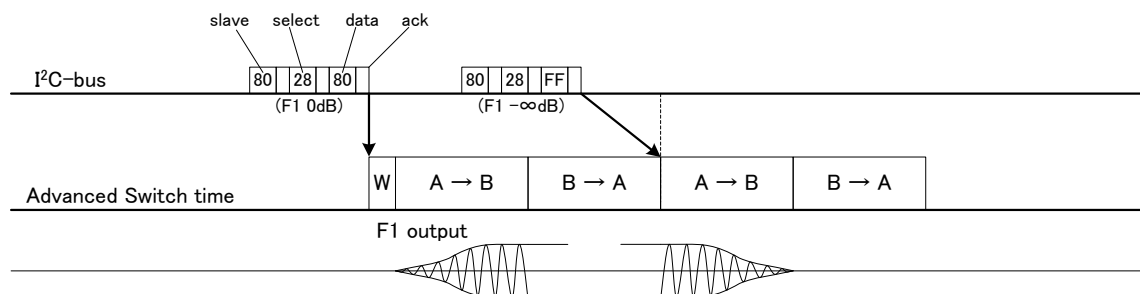 slave select data ack
I²C-bus 80 28 80 80 28 FF
(F1 0dB) (F1 −∞dB)
W A → B B → A A → B B → A
Advanced Switch time
F1 output